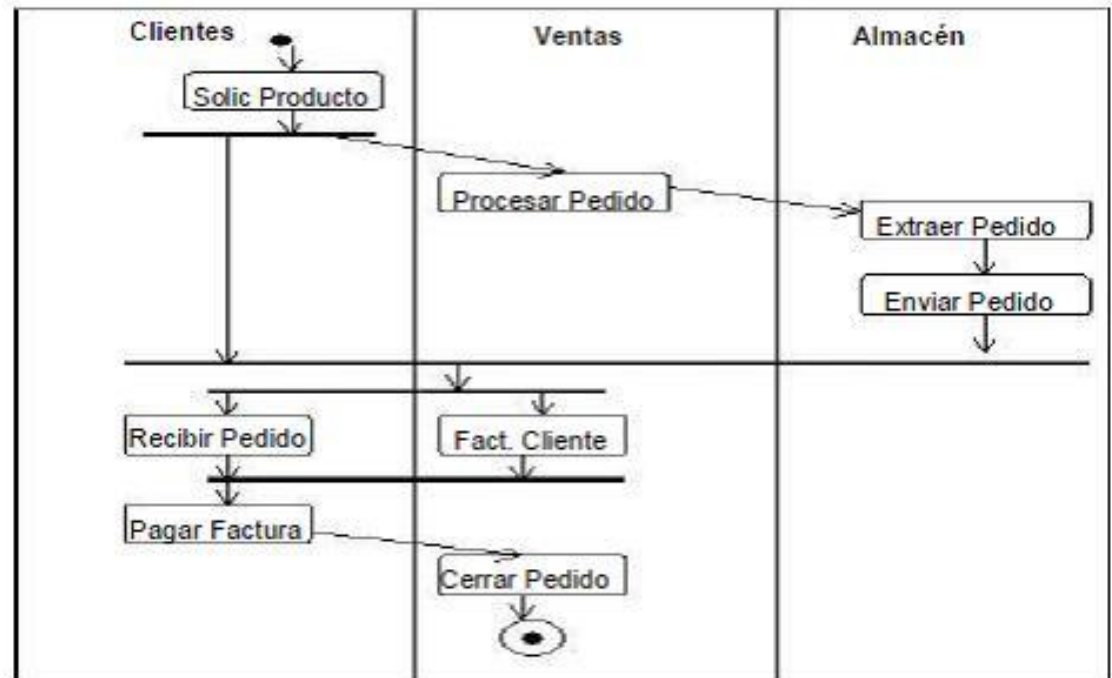 Clientes
Ventas
Almacén
Solic Producto
Procesar Pedido
Extraer Pedido
Enviar Pedido
Recibir Pedido
Fact. Cliente
Pagar Factura
Cerrar Pedido